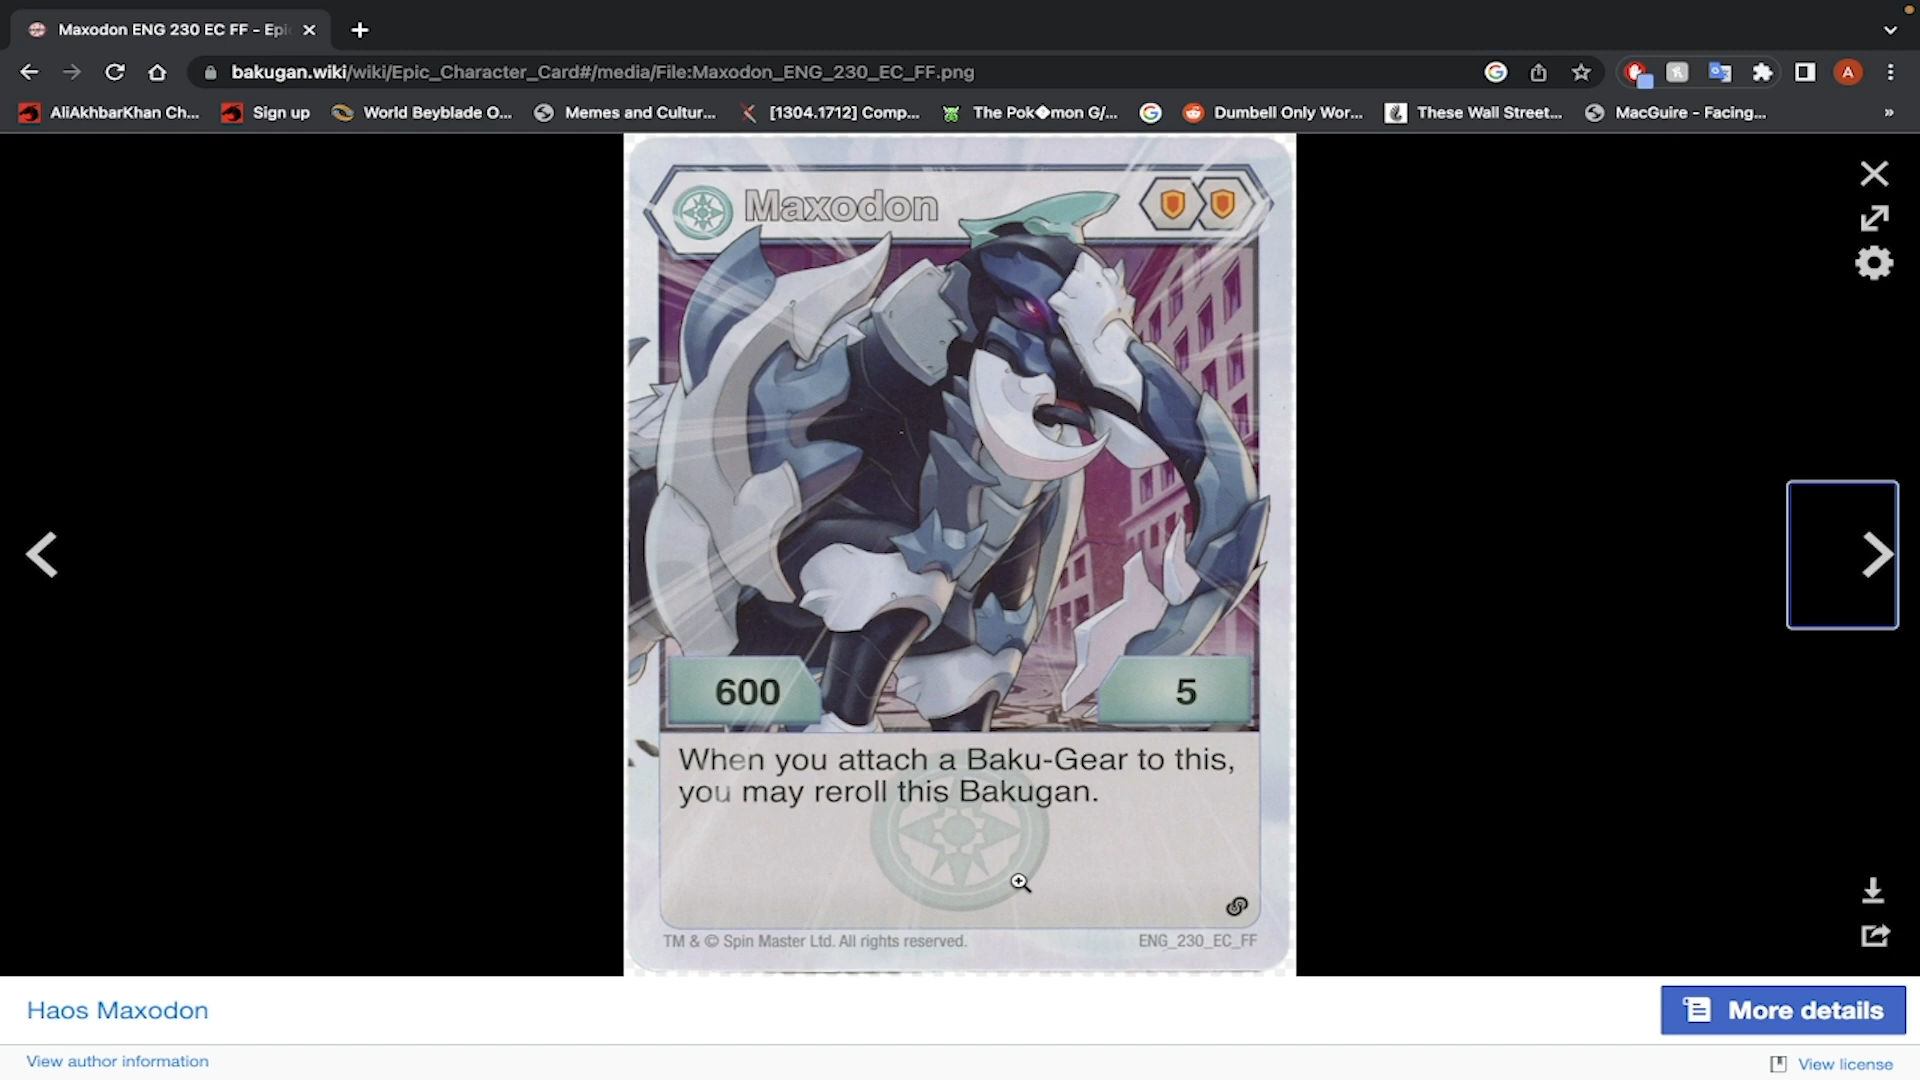 Maxodon ENG 230 EC FF - Epi
bakugan.wiki/wiki/Epic_Character_Card#/media/File:Maxodon_ENG_230_EC_FF.png
A
AliAkhbarKhan Ch...
Sign up
World Beyblade O...
Memes and Cultur...
[1304.1712] Comp...
The Pok�mon G/...
Dumbell Only Wor...
These Wall Street...
MacGuire - Facing...
»
Maxodon
600
5
When you attach a Baku-Gear to this,
you may reroll this Bakugan.
TM & © Spin Master Ltd. All rights reserved.
ENG_230_EC_FF
Haos Maxodon
More details
View author information
View license